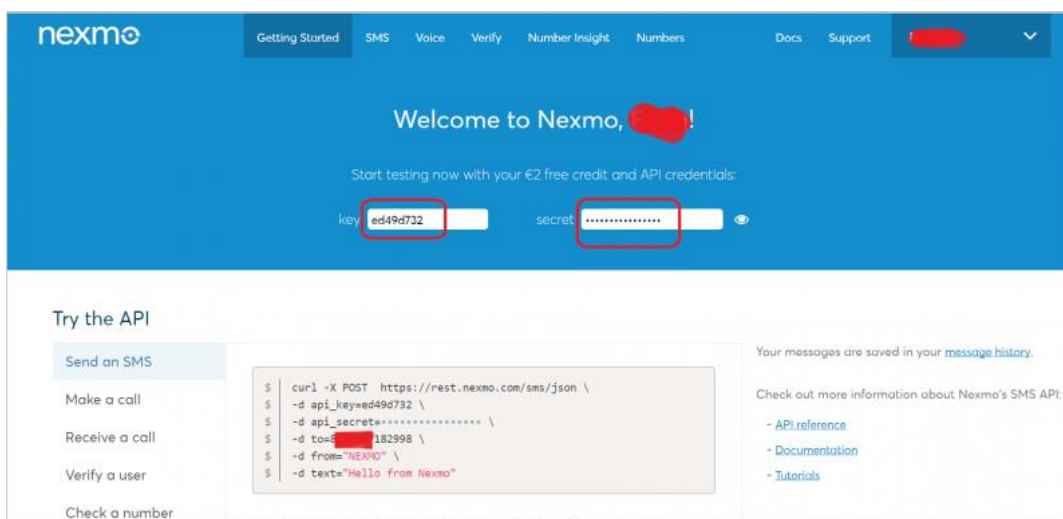 nexmo
Getting Started SMS Voice Verify Number Insight Numbers Docs Support
Welcome to Nexmo, !
Start testing now with your €2 free credit and API credentials:
key ed49d732 secret ················
Try the API
Send an SMS
Make a call
Receive a call
Verify a user
Check a number
$ curl -X POST https://rest.nexmo.com/sms/json \
$ -d api_key=ed49d732 \
$ -d api_secret=················ \
$ -d to=8 182998 \
$ -d from="NEXMO" \
$ -d text="Hello from Nexmo"
Your messages are saved in your message history.
Check out more information about Nexmo's SMS API:
- API reference
- Documentation
- Tutorials